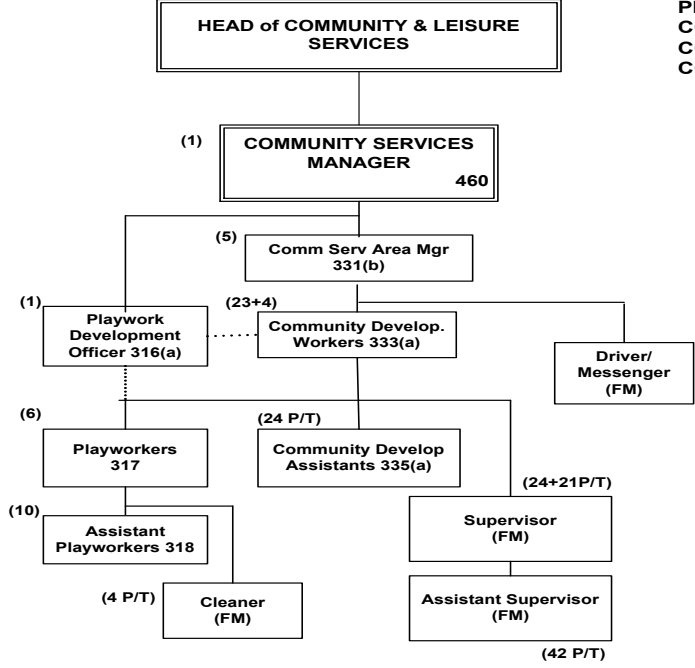 HEAD of COMMUNITY & LEISURE
SERVICES
(1)
COMMUNITY SERVICES
MANAGER
460
(5)
Comm Serv Area Mgr
331(b)
(1)
Playwork
Development
Officer 316(a)
(23+4)
Community Develop.
Workers 333(a)
Driver/
Messenger
(FM)
(6)
Playworkers
317
(24 P/T)
Community Develop
Assistants 335(a)
(24+21P/T)
Supervisor
(FM)
(10)
Assistant
Playworkers 318
(4 P/T)
Cleaner
(FM)
Assistant Supervisor
(FM)
(42 P/T)